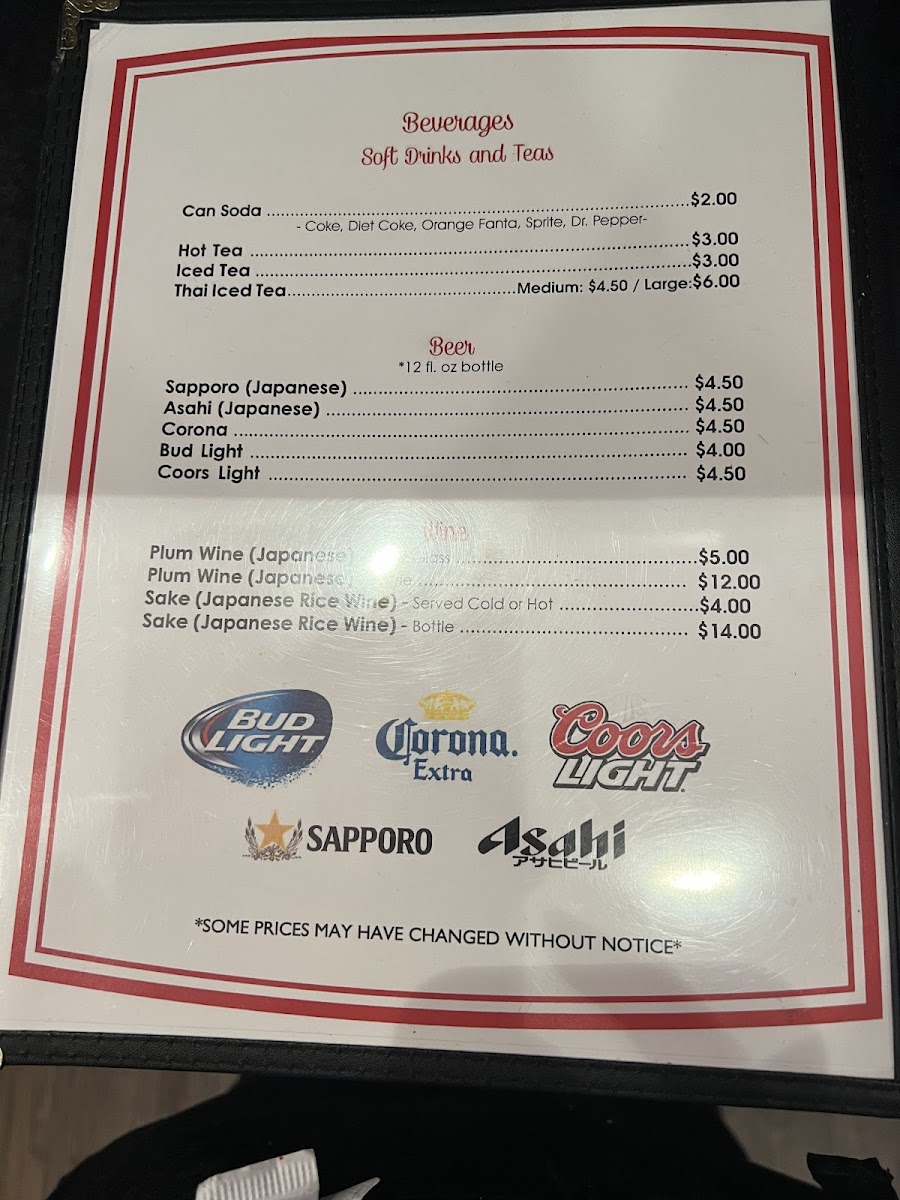 Beverages
Soft Drinks and Teas
Can Soda ........ $2.00
- Coke, Diet Coke, Orange Fanta, Sprite, Dr. Pepper-
Hot Tea ........ $3.00
Iced Tea ........ $3.00
Thai Iced Tea ........ Medium: $4.50 / Large:$6.00
Beer
*12 fl. oz bottle
Sapporo (Japanese) ........ $4.50
Asahi (Japanese) ........ $4.50
Corona ........ $4.50
Bud Light ........ $4.00
Coors Light ........ $4.50
Wine
Plum Wine (Japanese) ........ $5.00
Plum Wine (Japanese) ........ $12.00
Sake (Japanese Rice Wine) - Served Cold or Hot ........ $4.00
Sake (Japanese Rice Wine) - Bottle ........ $14.00
BUD LIGHT
Corona. Extra
Coors LIGHT
SAPPORO
Asahi
アサヒビール
*SOME PRICES MAY HAVE CHANGED WITHOUT NOTICE*